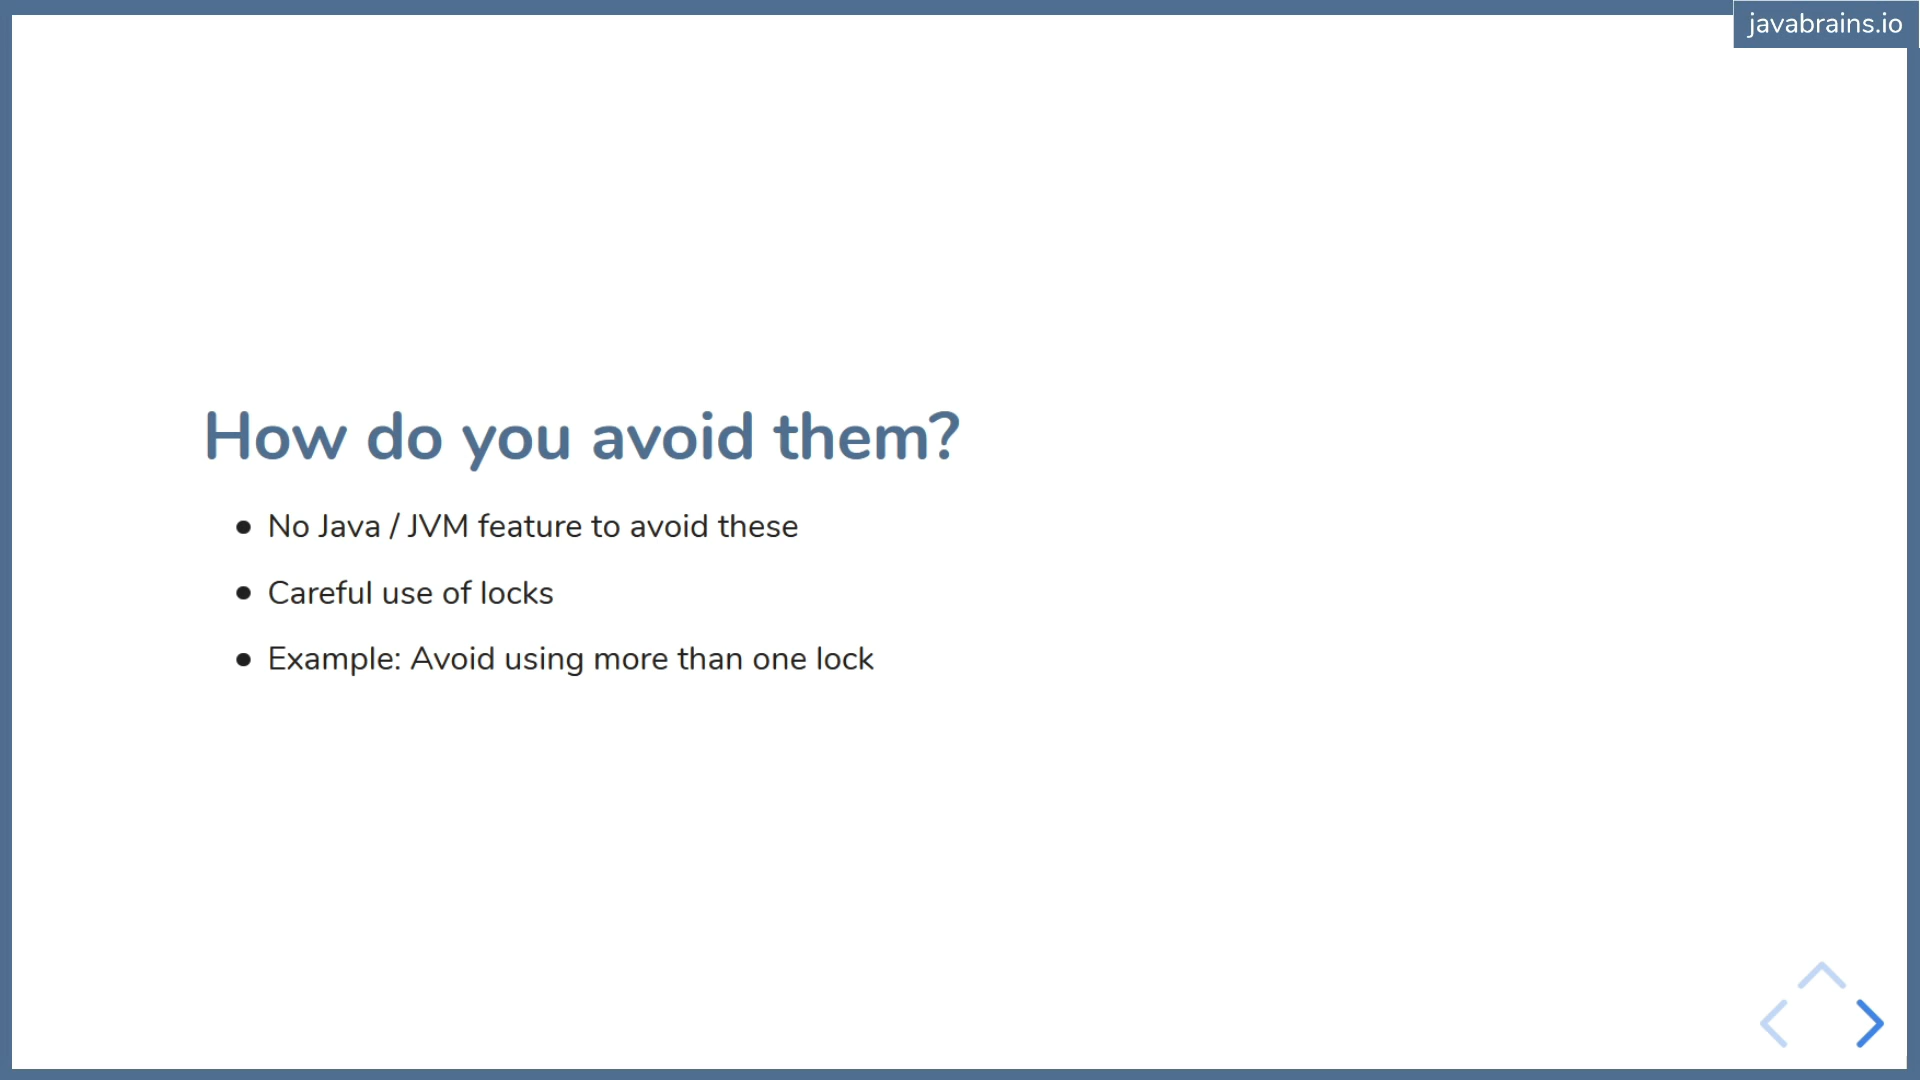 javabrains.io
How do you avoid them?
No Java / JVM feature to avoid these
Careful use of locks
Example: Avoid using more than one lock